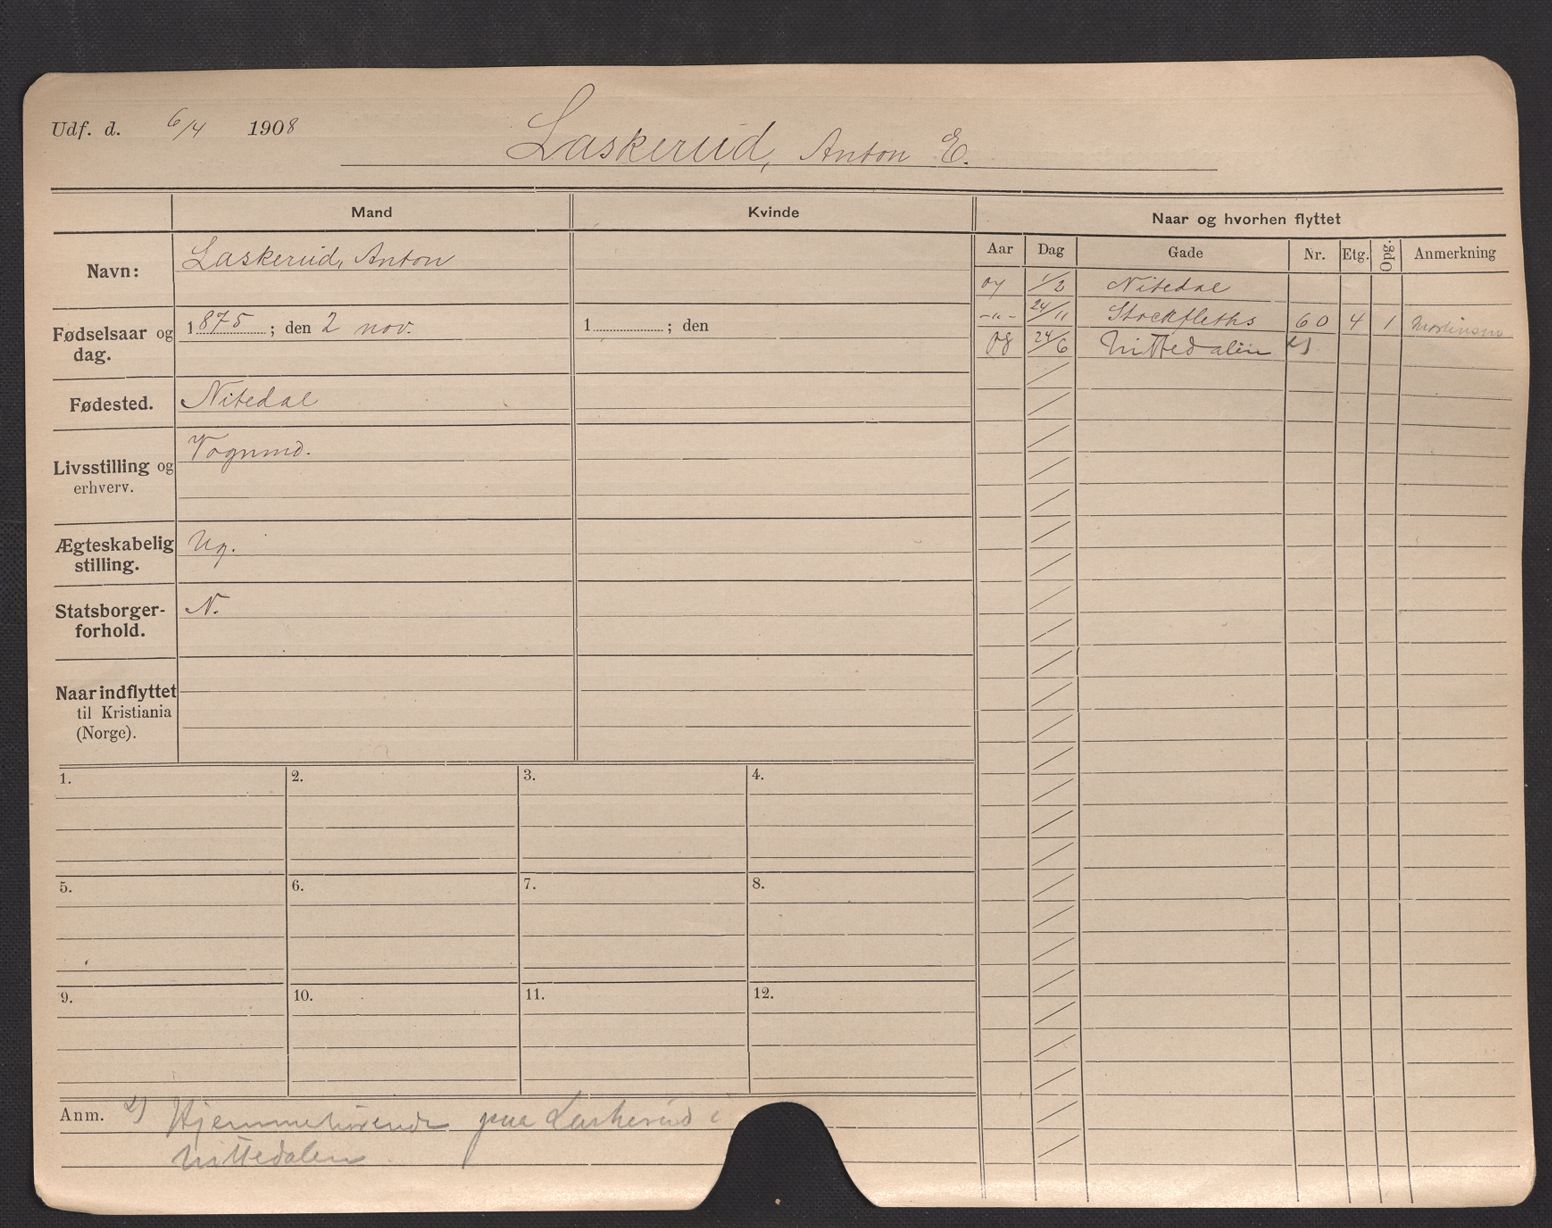 Udf. d. 6/4 1908
Laskerud, Anton E.
Mand Kvinde Naar og hvorhen flyttet
Aar Dag Gade Nr. Etg. Opg. Anmerkning
Navn: Laskerud, Anton
07 1/2 Nitedal
-"- 24/11 Stockfleths 60 4 1
08 24/6 Nittedalen
Fødselsaar og dag. 1875; den 2 nov. 1 ; den
Fødested. Nitedal
Livsstilling og erhverv. Vognmd.
Ægteskabelig stilling. Ug.
Statsborgerforhold. N.
Naar indflyttet
til Kristiania
(Norge).
1. 2. 3. 4.
5. 6. 7. 8.
9. 10. 11. 12.
Anm. Hjemmehørende paa Laskerud i
Nittedalen